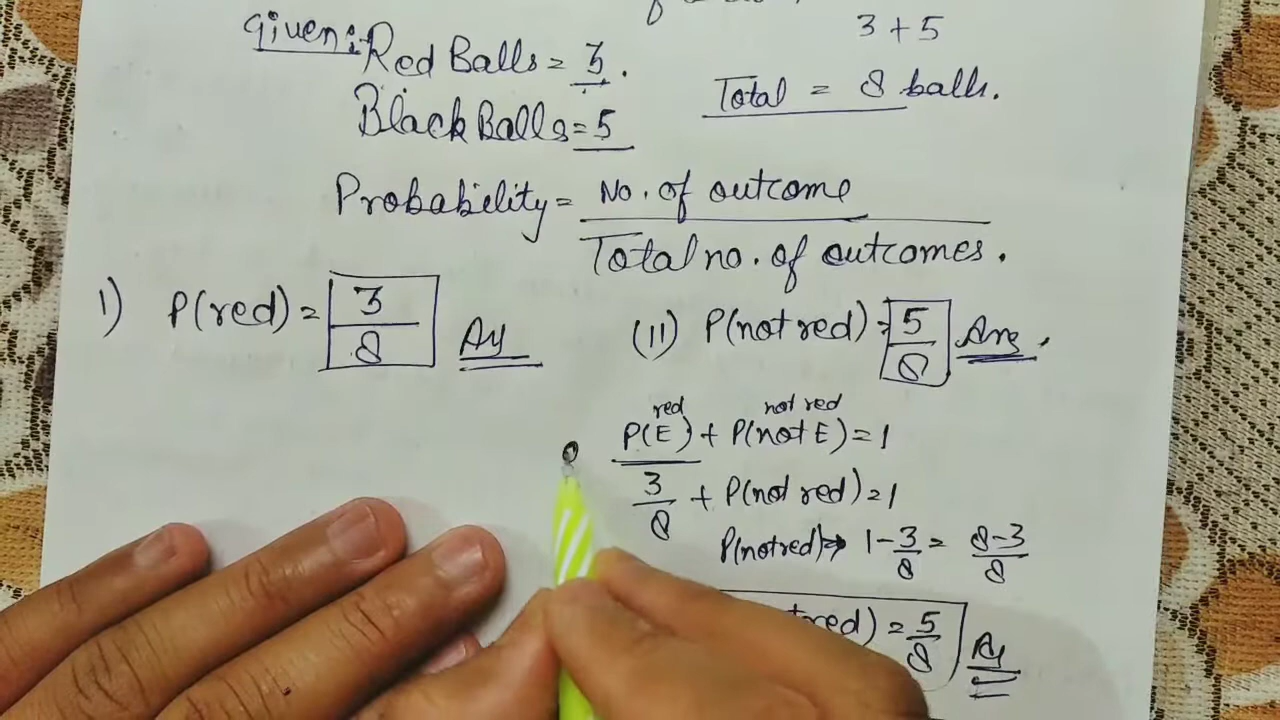 3 + 5
Given: Red Balls = 3.
Black Balls = 5
Total = 8 balls.
Probability = No. of outcome
Total no. of outcomes.
1) P(red) = 3
8
(II) P(not red) = 5 Ans.
8
red not red
P(E) + P(not E) = 1
3 + P(not red) = 1
8
P(not red) ⇒ 1 - 3 = 8-3
8 8
red) = 5
8